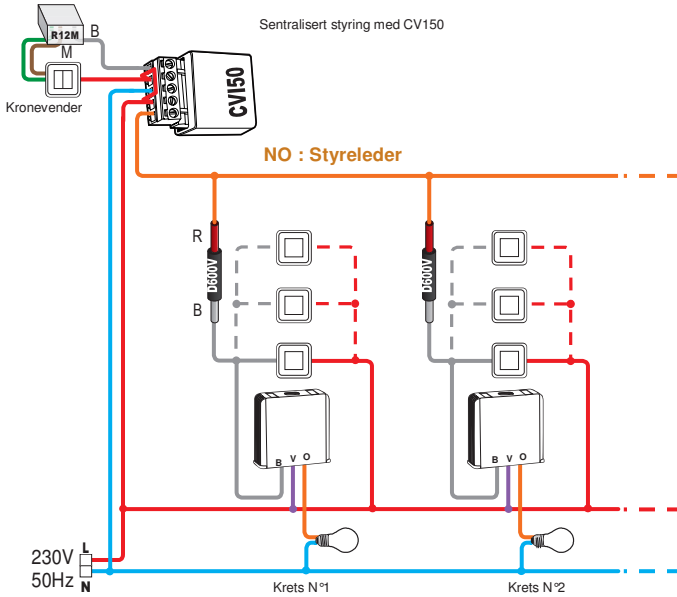 Sentralisert styring med CV150
R12M
B
M
Kronevender
CVI50
NO : Styreleder
R
D600V
B
D600V
B V O
B V O
230V L
50Hz N
Krets N°1
Krets N°2